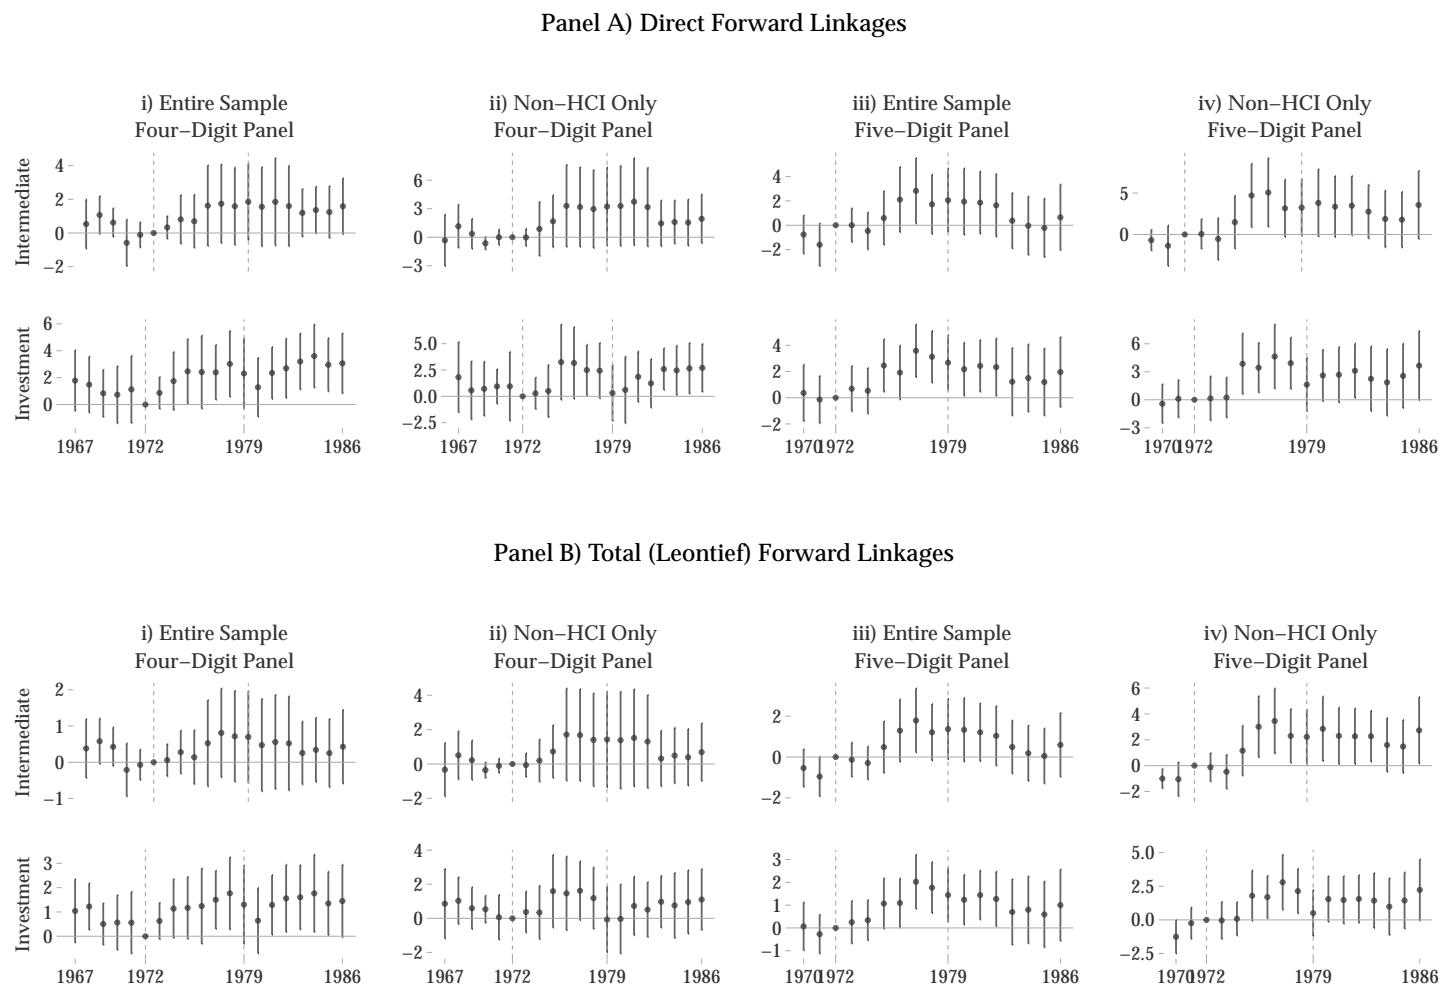 Panel A) Direct Forward Linkages
i) Entire Sample
Four−Digit Panel
ii) Non−HCI Only
Four−Digit Panel
iii) Entire Sample
Five−Digit Panel
iv) Non−HCI Only
Five−Digit Panel
Intermediate
4
2
0
−2
6
3
0
−3
4
2
0
−2
5
0
Investment
6
4
2
0
5.0
2.5
0.0
−2.5
4
2
0
−2
6
3
0
−3
1967 1972 1979 1986
1967 1972 1979 1986
1970 1972 1979 1986
1970 1972 1979 1986
Panel B) Total (Leontief) Forward Linkages
i) Entire Sample
Four−Digit Panel
ii) Non−HCI Only
Four−Digit Panel
iii) Entire Sample
Five−Digit Panel
iv) Non−HCI Only
Five−Digit Panel
Intermediate
2
1
0
−1
4
2
0
−2
2
0
−2
6
4
2
0
−2
Investment
3
2
1
0
4
2
0
−2
3
2
1
0
−1
5.0
2.5
0.0
−2.5
1967 1972 1979 1986
1967 1972 1979 1986
1970 1972 1979 1986
1970 1972 1979 1986